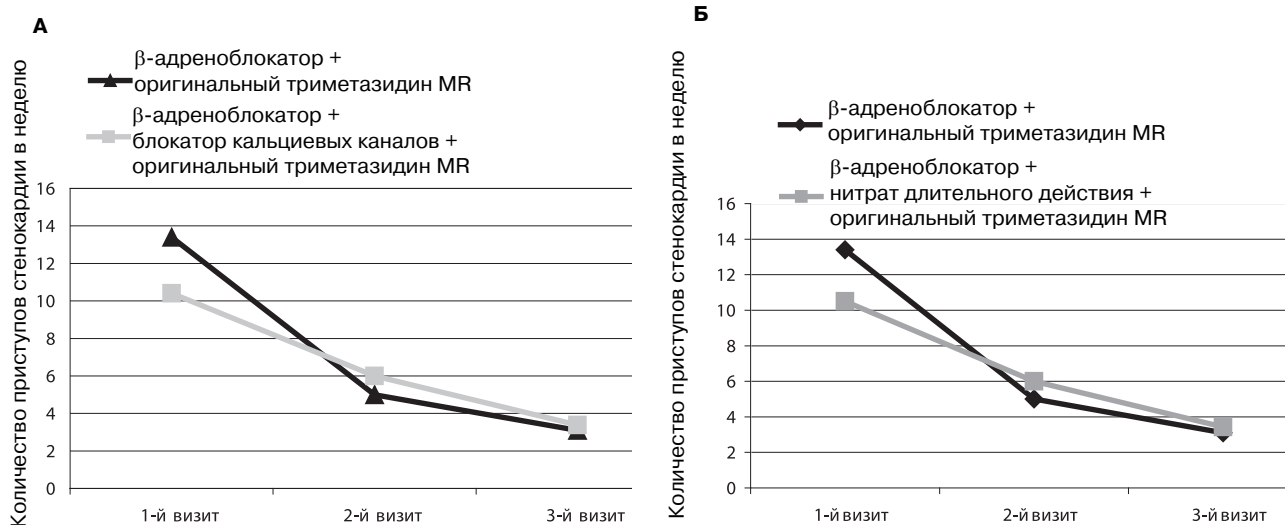 А
Количество приступов стенокардии в неделю
β-адреноблокатор +
оригинальный триметазидин MR
β-адреноблокатор +
блокатор кальциевых каналов +
оригинальный триметазидин MR
16
14
12
10
8
6
4
2
0
1-й визит 2-й визит 3-й визит
Б
Количество приступов стенокардии в неделю
β-адреноблокатор +
оригинальный триметазидин MR
β-адреноблокатор +
нитрат длительного действия +
оригинальный триметазидин MR
16
14
12
10
8
6
4
2
0
1-й визит 2-й визит 3-й визит